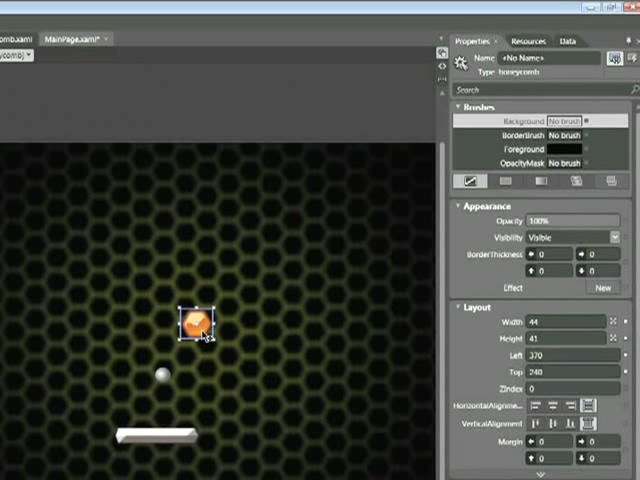 omb.xaml MainPage.xaml* ×
ycomb]
Properties × Resources Data
Name <No Name>
Type honeycomb
Search
Brushes
Background No brush
BorderBrush No brush
Foreground
OpacityMask No brush
Appearance
Opacity 100%
Visibility Visible
BorderThickness 0 0
0 0
Effect New
Layout
Width 44
Height 41
Left 370
Top 240
ZIndex 0
HorizontalAlignme...
VerticalAlignment
Margin 0 0
0 0